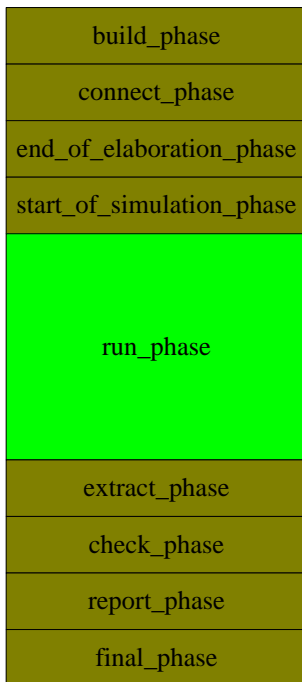 build_phase
connect_phase
end_of_elaboration_phase
start_of_simulation_phase
run_phase
extract_phase
check_phase
report_phase
final_phase